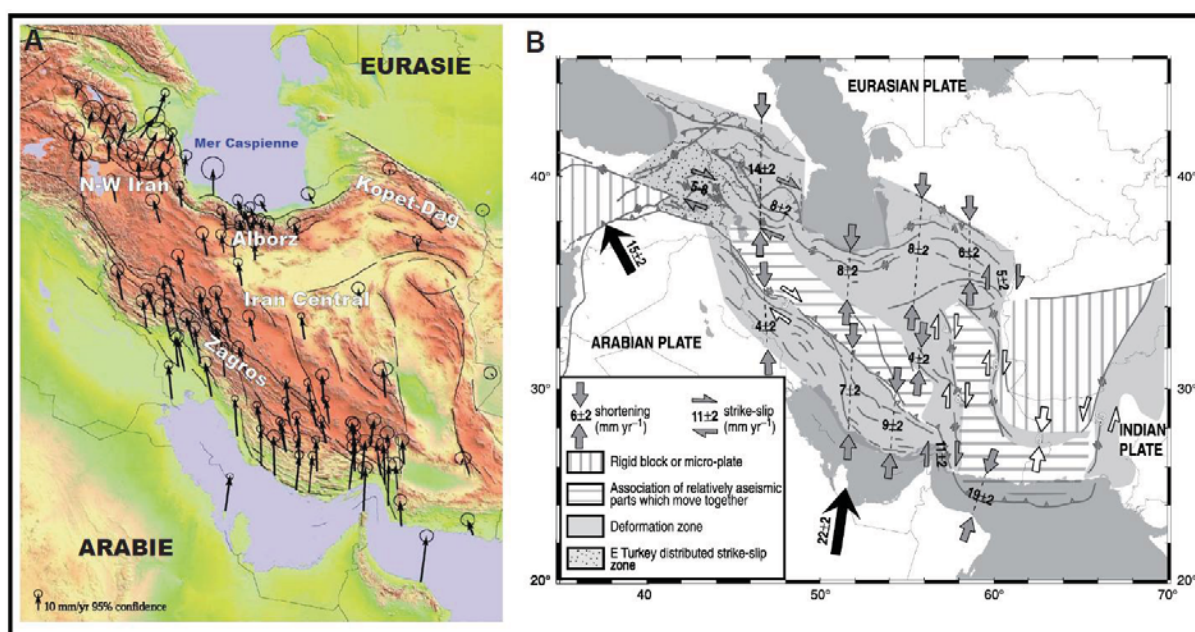 A
EURASIE
Mer Caspienne
N-W Iran
Kopet-Dag
Alborz
Iran Central
Zagros
ARABIE
10 mm/yr 95% confidence
B
EURASIAN PLATE
40°
40°
14±2
8±2
15±2
8±2
8±2
6±2
5±2
ARABIAN PLATE
4±2
4±2
30°
30°
7±2
9±2
11±2
INDIAN
PLATE
19±2
22±2
6±2 shortening
(mm yr⁻¹)
11±2 strike-slip
(mm yr⁻¹)
Rigid block or micro-plate
Association of relatively aseismic
parts which move together
Deformation zone
E Turkey distributed strike-slip
zone
20°
20°
40
50°
60°
70°